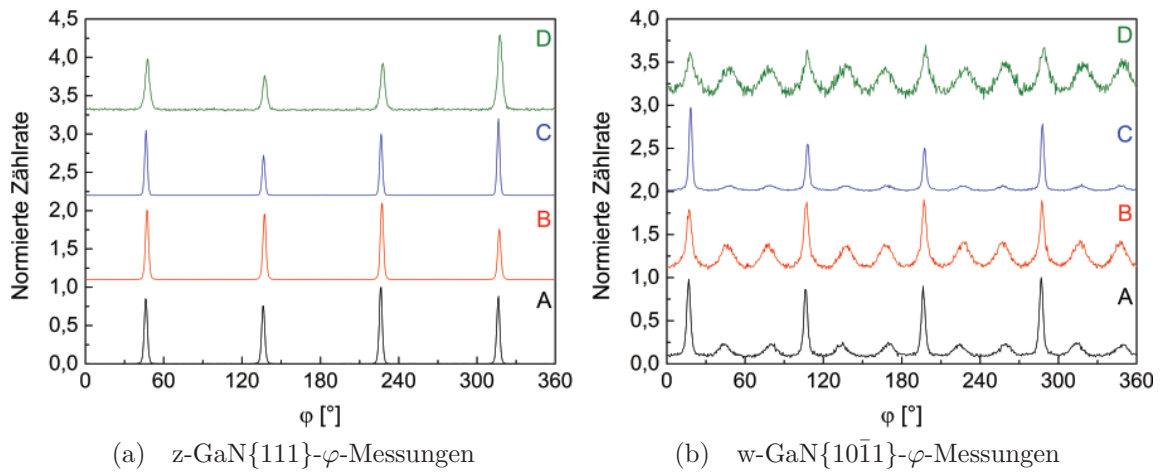 4,5
4,0
3,5
3,0
2,5
2,0
1,5
1,0
0,5
0,0
Normierte Zählrate
D
C
B
A
0 60 120 180 240 300 360
φ [°]
(a) z-GaN{111}-φ-Messungen
4,0
3,5
3,0
2,5
2,0
1,5
1,0
0,5
0,0
Normierte Zählrate
D
C
B
A
0 60 120 180 240 300 360
φ [°]
(b) w-GaN{101̄1}-φ-Messungen